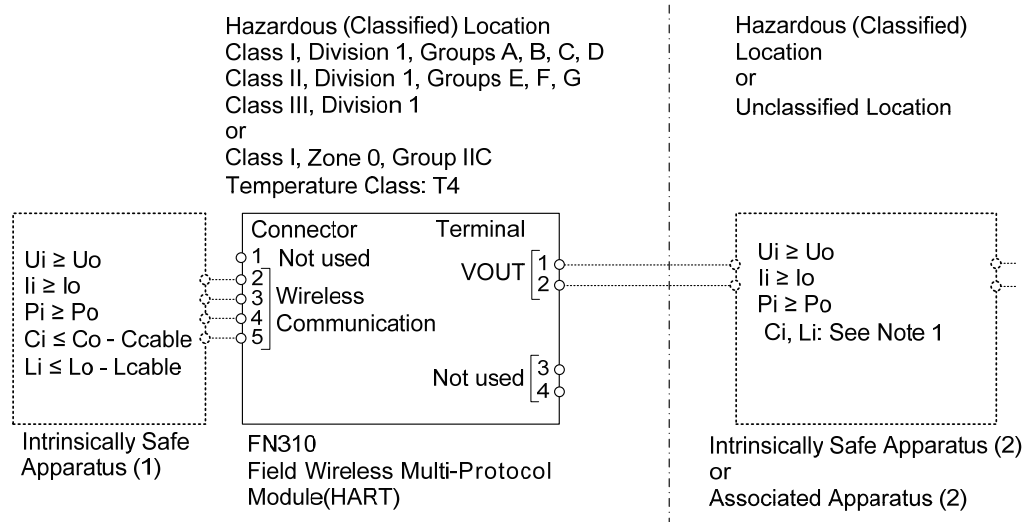 Hazardous (Classified) Location
Class I, Division 1, Groups A, B, C, D
Class II, Division 1, Groups E, F, G
Class III, Division 1
or
Class I, Zone 0, Group IIC
Temperature Class: T4
Hazardous (Classified)
Location
or
Unclassified Location
Ui ≥ Uo
Ii ≥ Io
Pi ≥ Po
Ci ≤ Co - Ccable
Li ≤ Lo - Lcable
Intrinsically Safe
Apparatus (1)
Connector
1 Not used
2
3 Wireless
4 Communication
5
Terminal
VOUT 1
2
Not used 3
4
FN310
Field Wireless Multi-Protocol
Module(HART)
Ui ≥ Uo
Ii ≥ Io
Pi ≥ Po
Ci, Li: See Note 1
Intrinsically Safe Apparatus (2)
or
Associated Apparatus (2)